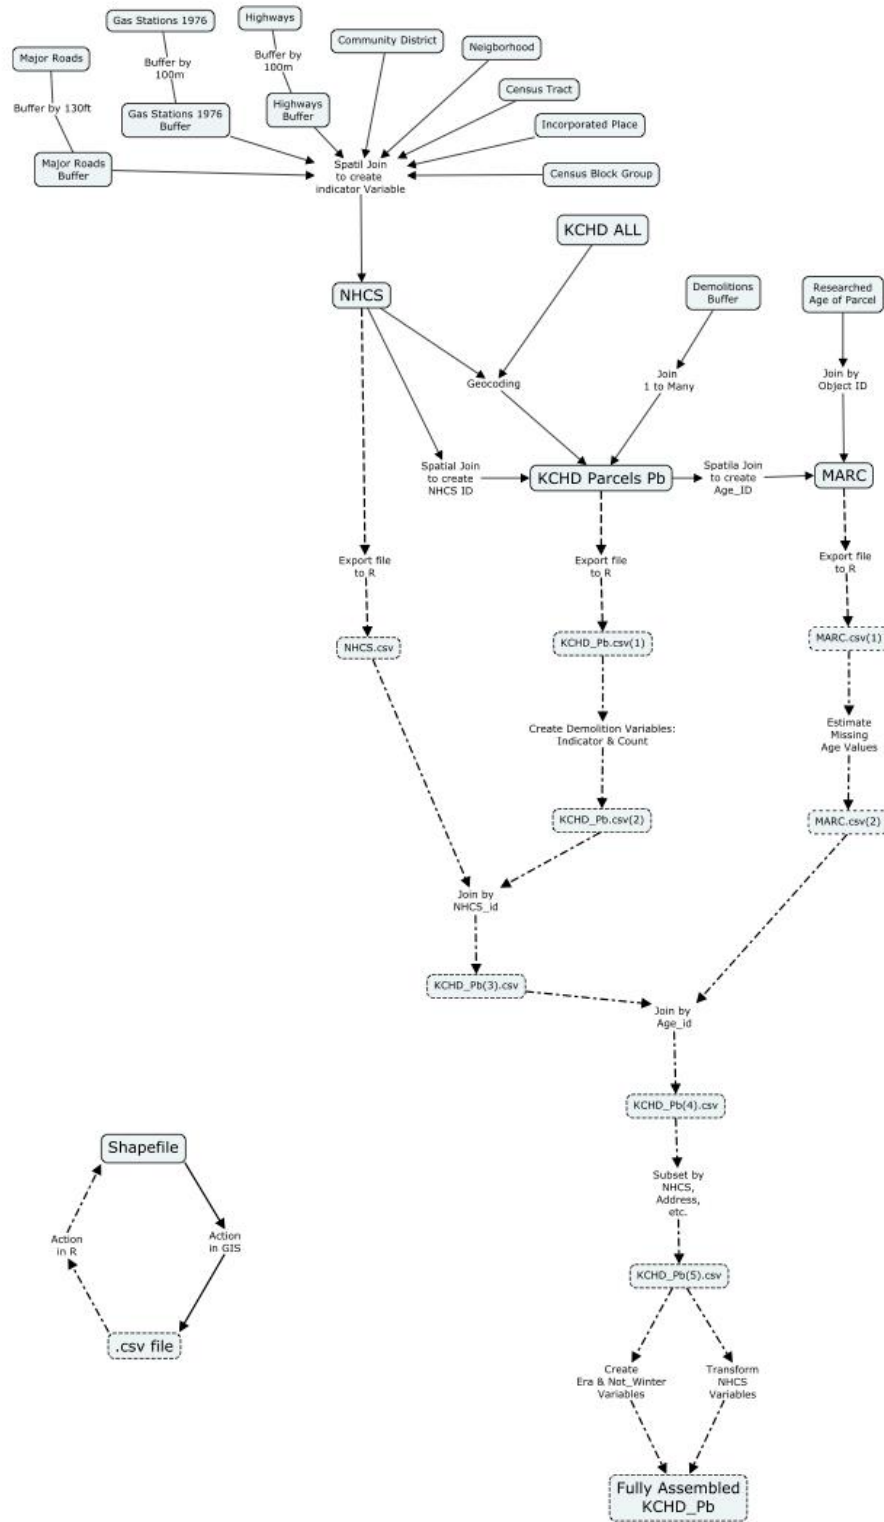 Gas Stations 1976
Highways
Community District
Neigborhood
Major Roads
Buffer by
100m
Buffer by
100m
Census Tract
Buffer by 130ft
Gas Stations 1976
Buffer
Highways
Buffer
Incorporated Place
Major Roads
Buffer
Spatil Join
to create
indicator Variable
Census Block Group
KCHD ALL
NHCS
Demolitions
Buffer
Researched
Age of Parcel
Geocoding
Join
1 to Many
Join by
Object ID
Spatial Join
to create
NHCS ID
KCHD Parcels Pb
Spatila Join
to create
Age_ID
MARC
Export file
to R
Export file
to R
Export file
to R
NHCS.csv
KCHD_Pb.csv(1)
MARC.csv(1)
Create Demolition Variables:
Indicator & Count
Estimate
Missing
Age Values
KCHD_Pb.csv(2)
MARC.csv(2)
Join by
NHCS_id
KCHD_Pb(3).csv
Join by
Age_id
KCHD_Pb(4).csv
Shapefile
Subset by
NHCS,
Address,
etc.
Action
in R
Action
in GIS
KCHD_Pb(5).csv
.csv file
Create
Era & Not_Winter
Variables
Transform
NHCS
Variables
Fully Assembled
KCHD_Pb